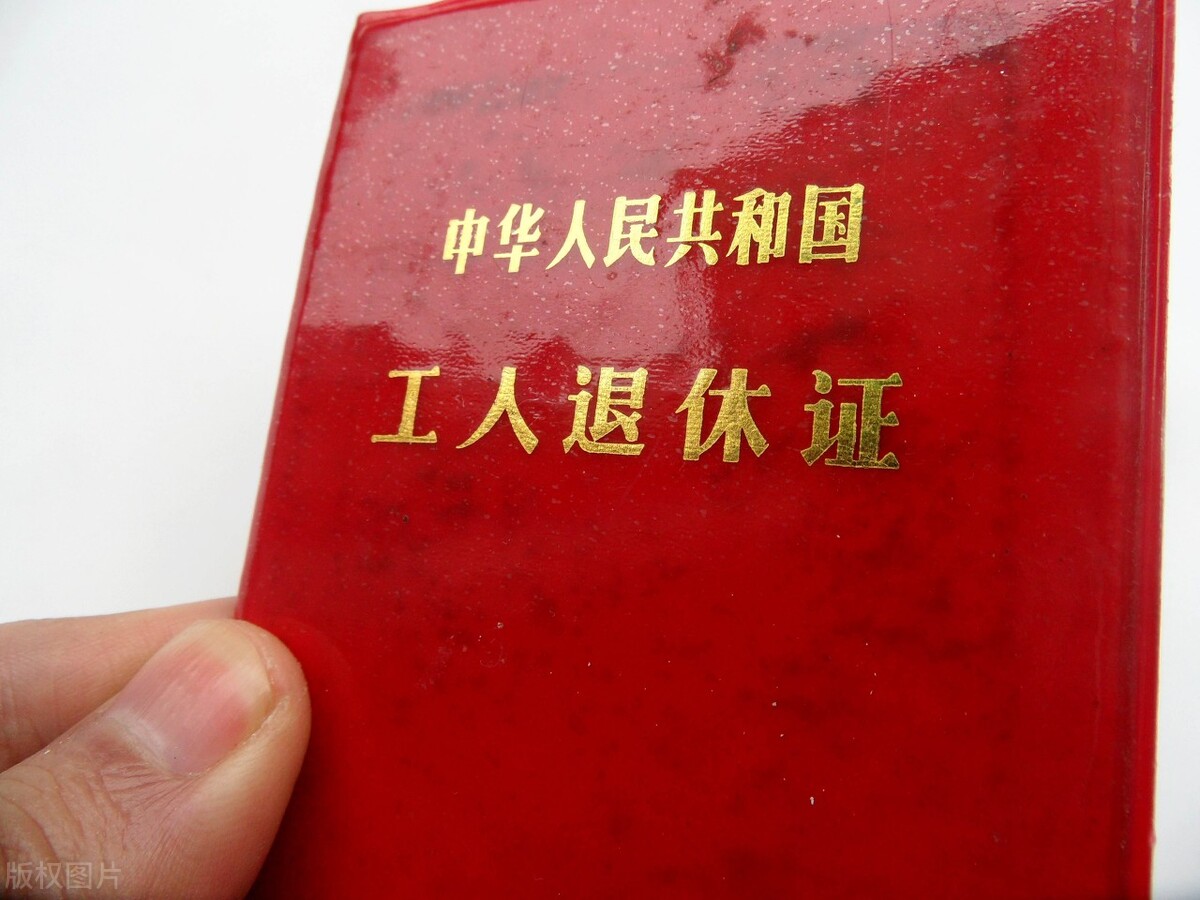 中华人民共和国
工人退休证
版权图片